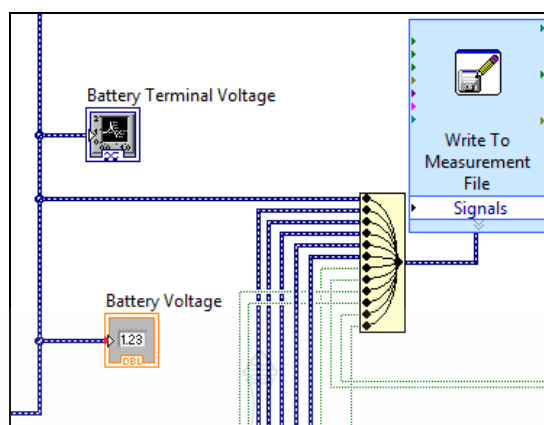 Battery Terminal Voltage
Write To
Measurement
File
Signals
Battery Voltage
1.23
DBL